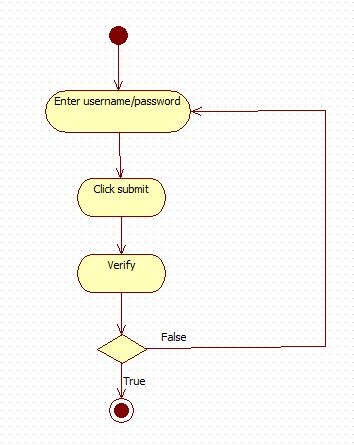 Enter username/password
Click submit
Verify
False
True